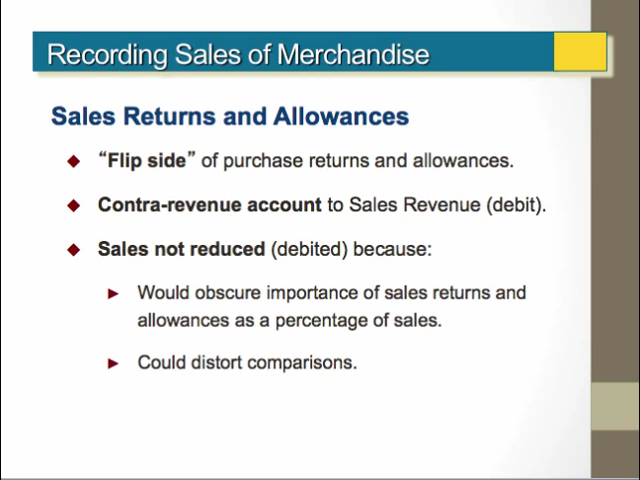 Recording Sales of Merchandise
Sales Returns and Allowances
“Flip side” of purchase returns and allowances.
Contra-revenue account to Sales Revenue (debit).
Sales not reduced (debited) because:
Would obscure importance of sales returns and
allowances as a percentage of sales.
Could distort comparisons.